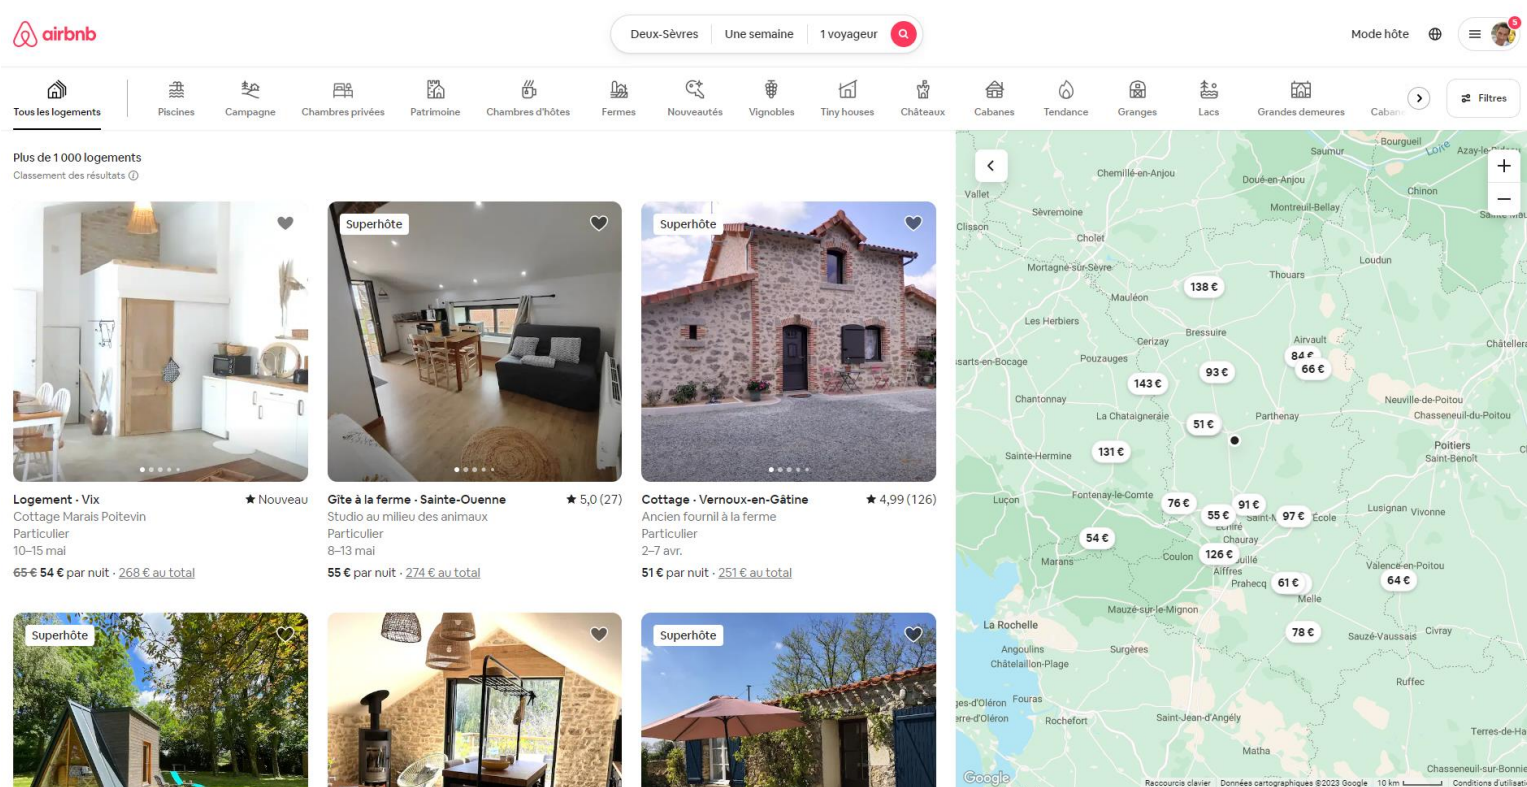 airbnb
Deux-Sèvres
Une semaine
1 voyageur
Mode hôte
5
Tous les logements
Piscines
Campagne
Chambres privées
Patrimoine
Chambres d'hôtes
Fermes
Nouveautés
Vignobles
Tiny houses
Châteaux
Cabanes
Tendance
Granges
Lacs
Grandes demeures
Filtres
Plus de 1 000 logements
Classement des résultats
Logement · Vix
Nouveau
Cottage Marais Poitevin
Particulier
10–15 mai
65 € 54 € par nuit · 268 € au total
Superhôte
Gîte à la ferme · Sainte-Ouenne
5,0 (27)
Studio au milieu des animaux
Particulier
8–13 mai
55 € par nuit · 274 € au total
Superhôte
Cottage · Vernoux-en-Gâtine
4,99 (126)
Ancien fournil à la ferme
Particulier
2–7 avr.
51 € par nuit · 251 € au total
Superhôte
Superhôte
Bourgueil
Saumur
Loire
Chemillé-en-Anjou
Doué-en-Anjou
Chinon
Vallet
Montreuil-Bellay
Sèvremoine
Clisson
Cholet
Loudun
Mortagne-sur-Sèvre
Thouars
138 €
Mauléon
Les Herbiers
Bressuire
Cerizay
Airvault
84 €
Pouzauges
66 €
93 €
143 €
Chantonnay
Neuville-de-Poitou
La Chataigneraie
Parthenay
Chasseneuil-du-Poitou
51 €
Poitiers
131 €
Sainte-Hermine
Saint-Benoît
Luçon
Fontenay-le-Comte
76 €
91 €
55 €
97 €
École
Lusignan
Vivonne
Échiré
54 €
Chauray
Marans
Coulon
126 €
Aiffres
Valence-en-Poitou
Prahecq
61 €
64 €
Melle
Mauzé-sur-le-Mignon
La Rochelle
78 €
Sauzé-Vaussais
Civray
Angoulins
Surgères
Châtelaillon-Plage
Ruffec
Fouras
Rochefort
Saint-Jean-d'Angély
Matha
Google
Raccourcis clavier
Données cartographiques ©2023 Google
10 km